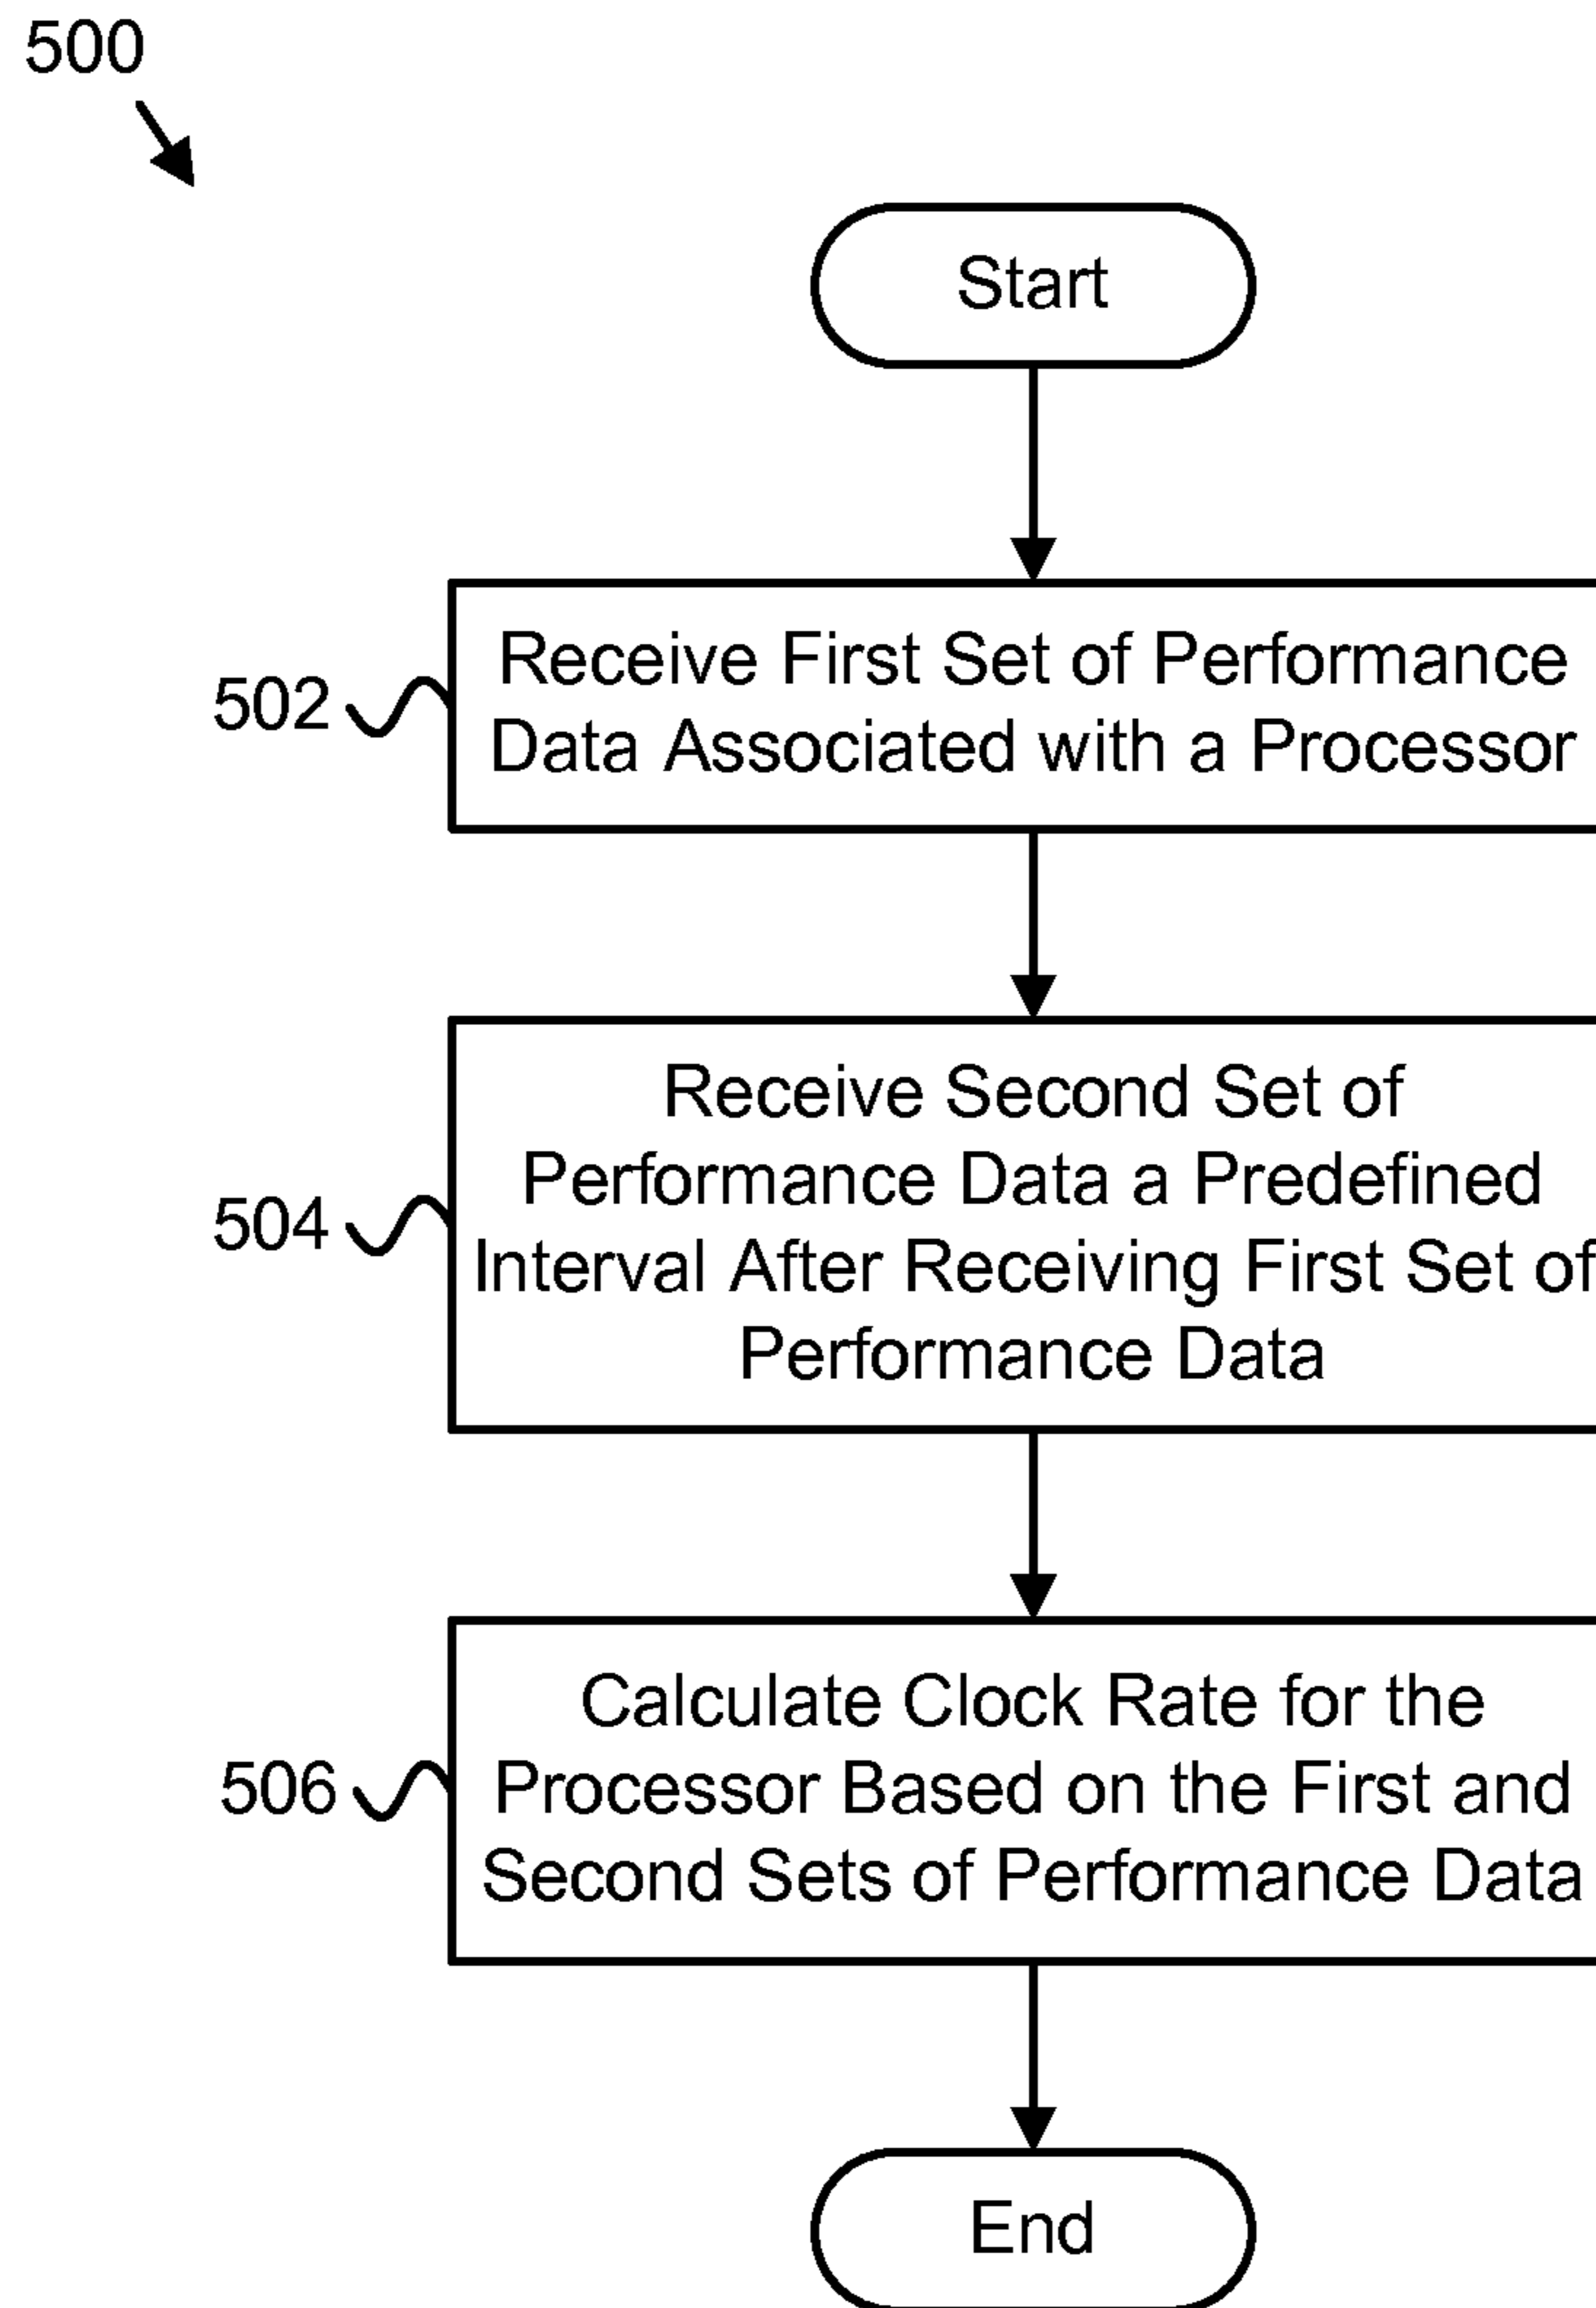 500
Start
502
Receive First Set of Performance
Data Associated with a Processor
504
Receive Second Set of
Performance Data a Predefined
Interval After Receiving First Set of
Performance Data
506
Calculate Clock Rate for the
Processor Based on the First and
Second Sets of Performance Data
End